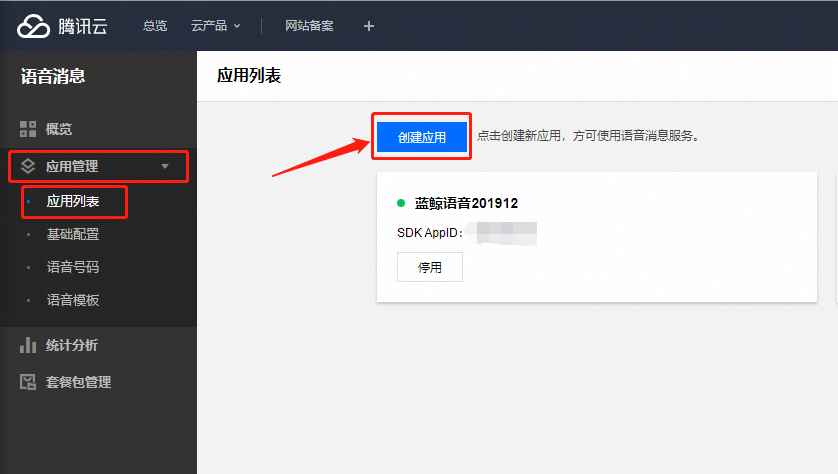 腾讯云 总览 云产品 网站备案 +
语音消息
应用列表
概览
创建应用 点击创建新应用，方可使用语音消息服务。
应用管理
应用列表
蓝鲸语音201912
基础配置
SDK AppID:
语音号码
停用
语音模板
统计分析
套餐包管理